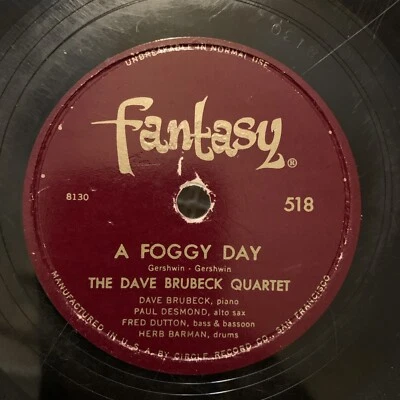 UNBREAKABLE IN NORMAL USE
fantasy®
8130
518
A FOGGY DAY
Gershwin - Gershwin
THE DAVE BRUBECK QUARTET
DAVE BRUBECK, piano
PAUL DESMOND, alto sax
FRED DUTTON, bass & bassoon
HERB BARMAN, drums
MANUFACTURED IN U.S.A. BY CIRCLE RECORD CO - SAN FRANCISCO